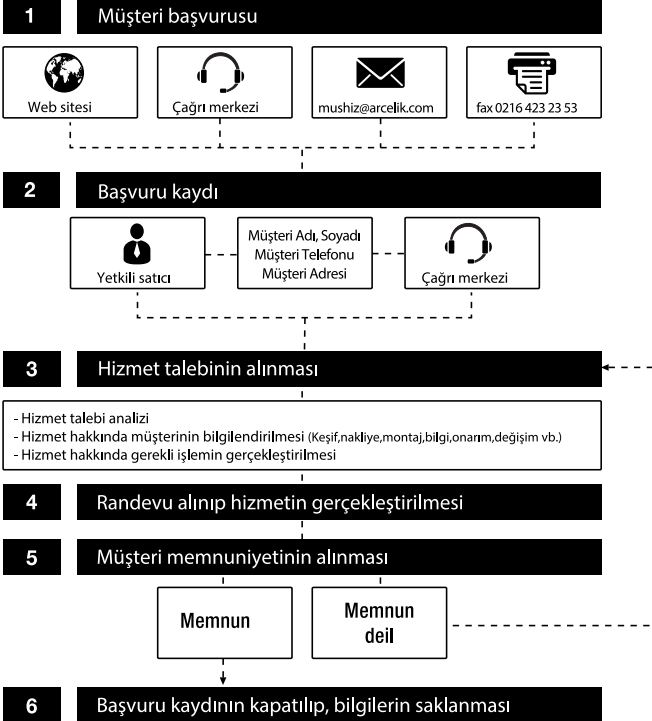 1 Müşteri başvurusu
Web sitesi
Çağrı merkezi
mushiz@arcelik.com
fax 0216 423 23 53
2 Başvuru kaydı
Yetkili satıcı
Müşteri Adı, Soyadı
Müşteri Telefonu
Müşteri Adresi
Çağrı merkezi
3 Hizmet talebinin alınması
- Hizmet talebi analizi
- Hizmet hakkında müşterinin bilgilendirilmesi (Keşif,nakliye,montaj,bilgi,onarım,değişim vb.)
- Hizmet hakkında gerekli işlemin gerçekleştirilmesi
4 Randevu alınıp hizmetin gerçekleştirilmesi
5 Müşteri memnuniyetinin alınması
Memnun
Memnun
deil
6 Başvuru kaydının kapatılıp, bilgilerin saklanması